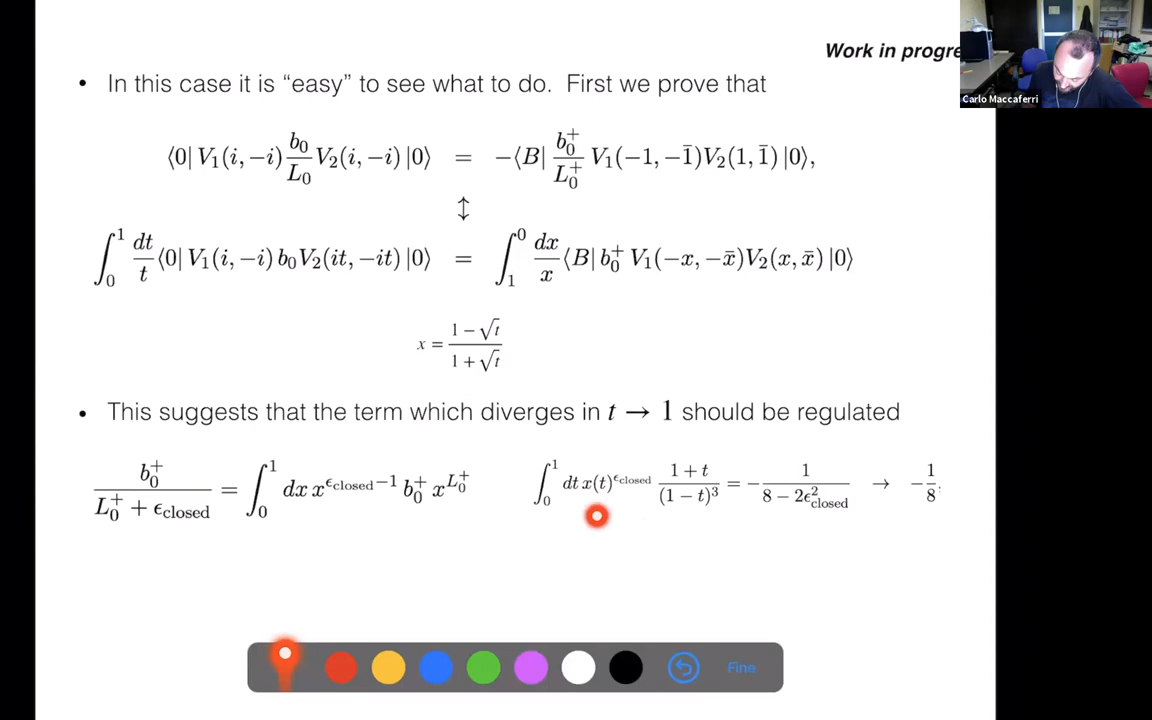 Work in progre
Carlo Maccaferri
• In this case it is “easy” to see what to do. First we prove that
⟨0| V₁(i, −i) b₀/L₀ V₂(i, −i) |0⟩ = −⟨B| b₀⁺/L₀⁺ V₁(−1, −1̄)V₂(1, 1̄) |0⟩,
↕
∫₀¹ dt/t ⟨0| V₁(i, −i) b₀V₂(it, −it) |0⟩ = ∫₁⁰ dx/x ⟨B| b₀⁺ V₁(−x, −x̄)V₂(x, x̄) |0⟩
x = (1 − √t)/(1 + √t)
• This suggests that the term which diverges in t → 1 should be regulated
b₀⁺/(L₀⁺ + ϵ_closed) = ∫₀¹ dx x^(ϵ_closed−1) b₀⁺ x^(L₀⁺) ∫₀¹ dt x(t)^(ϵ_closed) (1 + t)/(1 − t)³ = − 1/(8 − 2ϵ²_closed) → − 1/8
Fine